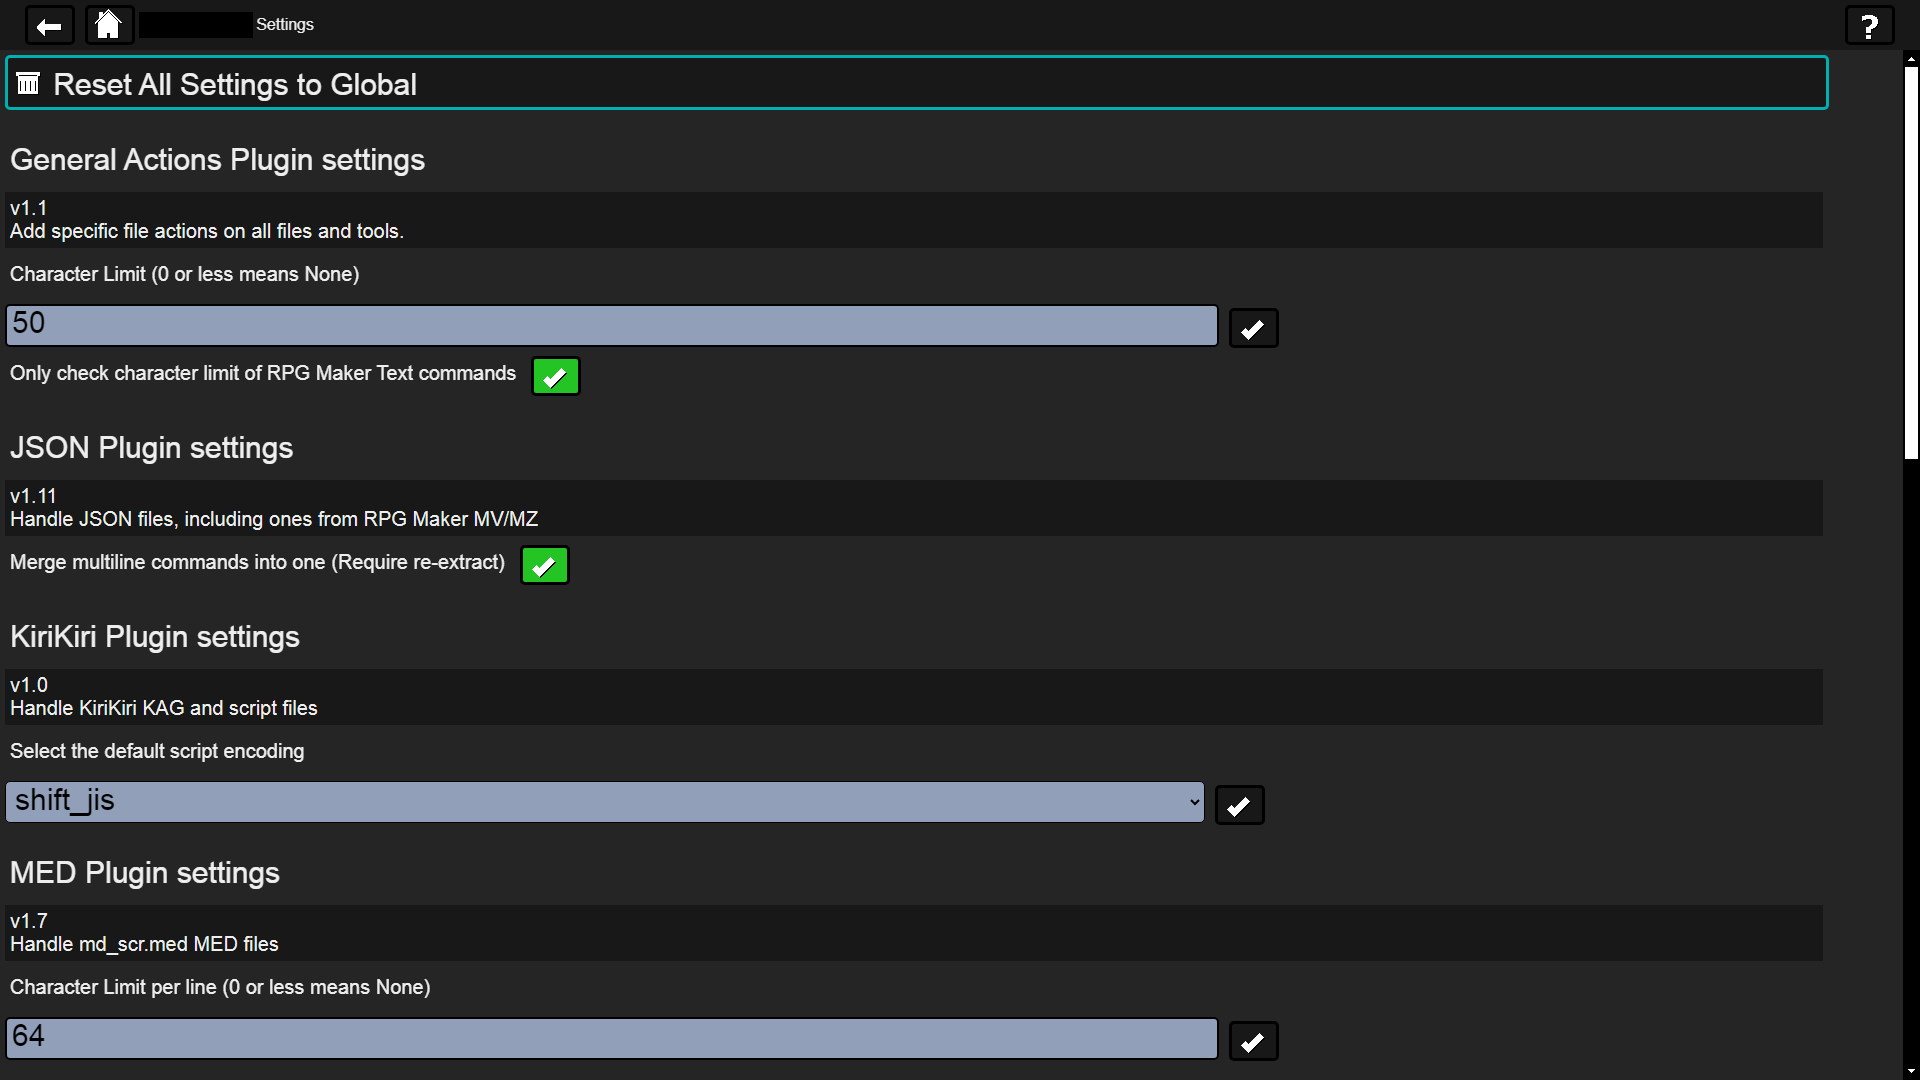 Settings
?
Reset All Settings to Global
General Actions Plugin settings
v1.1
Add specific file actions on all files and tools.
Character Limit (0 or less means None)
50
Only check character limit of RPG Maker Text commands
JSON Plugin settings
v1.11
Handle JSON files, including ones from RPG Maker MV/MZ
Merge multiline commands into one (Require re-extract)
KiriKiri Plugin settings
v1.0
Handle KiriKiri KAG and script files
Select the default script encoding
shift_jis
MED Plugin settings
v1.7
Handle md_scr.med MED files
Character Limit per line (0 or less means None)
64